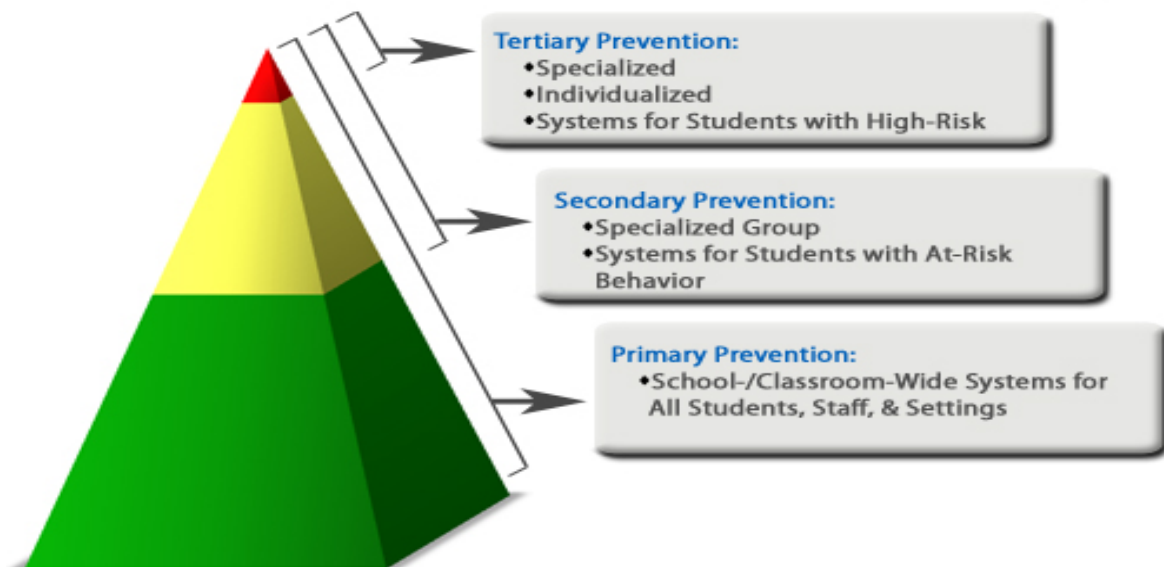 Tertiary Prevention:
•Specialized
•Individualized
•Systems for Students with High-Risk
Secondary Prevention:
•Specialized Group
•Systems for Students with At-Risk
Behavior
Primary Prevention:
•School-/Classroom-Wide Systems for
All Students, Staff, & Settings